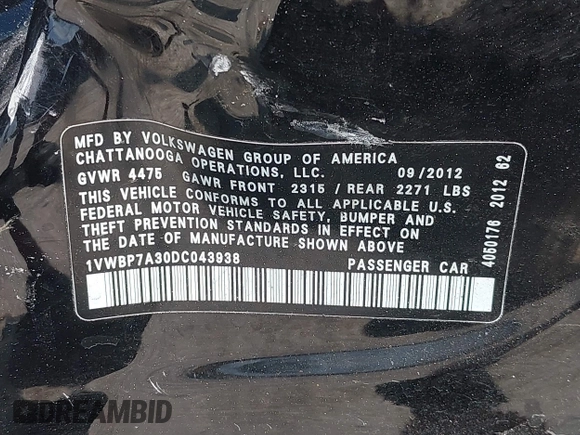 MFD BY VOLKSWAGEN GROUP OF AMERICA
CHATTANOOGA OPERATIONS, LLC. 09/2012
GVWR 4475 GAWR FRONT 2315 / REAR 2271 LBS
THIS VEHICLE CONFORMS TO ALL APPLICABLE U.S.
FEDERAL MOTOR VEHICLE SAFETY, BUMPER AND
THEFT PREVENTION STANDARDS IN EFFECT ON
THE DATE OF MANUFACTURE SHOWN ABOVE
1VWBP7A30DC043938 PASSENGER CAR
4060176 2012 62
DREAMBID